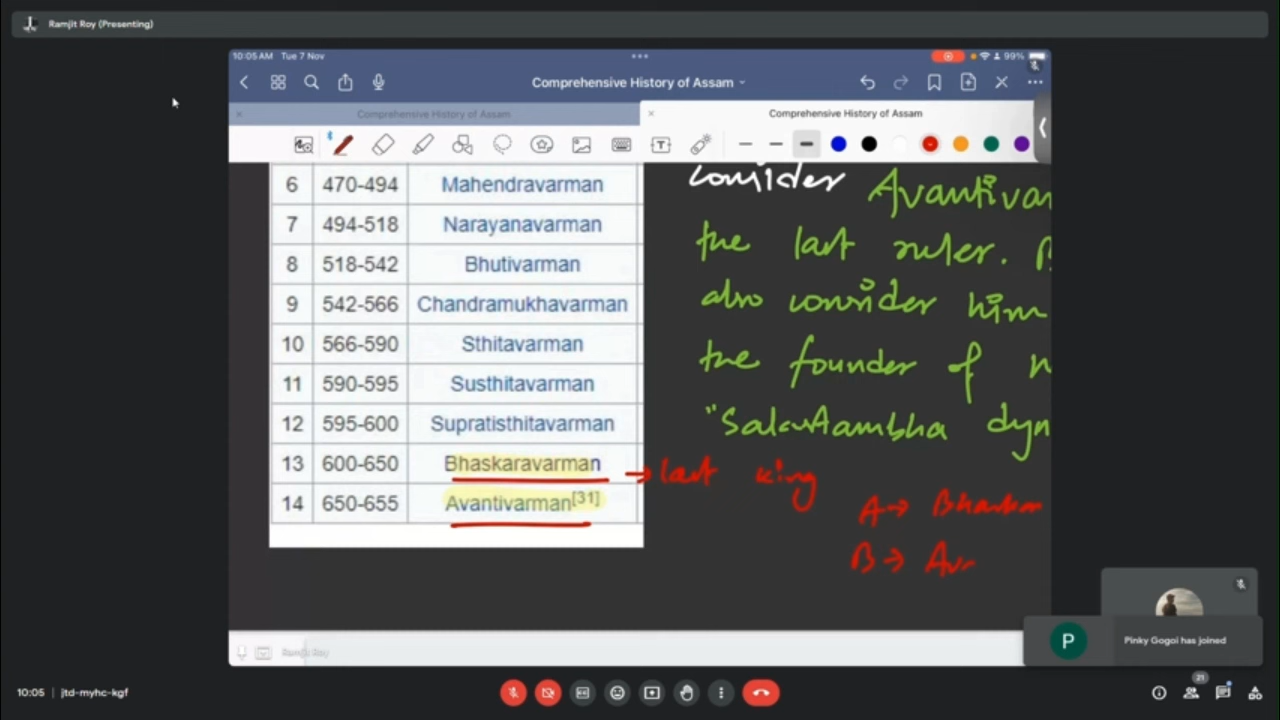 Ramjit Roy (Presenting)
10:05 AM Tue 7 Nov
99%
Comprehensive History of Assam
Comprehensive History of Assam
Comprehensive History of Assam
6 470-494 Mahendravarman
7 494-518 Narayanavarman
8 518-542 Bhutivarman
9 542-566 Chandramukhavarman
10 566-590 Sthitavarman
11 590-595 Susthitavarman
12 595-600 Supratisthitavarman
13 600-650 Bhaskaravarman
14 650-655 Avantivarman[31]
consider Avantivar
the last ruler. B
also consider him
the founder of
"Salastambha dyn
→ last king
A→
B→ Av
Ramjit Roy
P
Pinky Gogoi has joined
10:05 | jtd-myhc-kgf
21